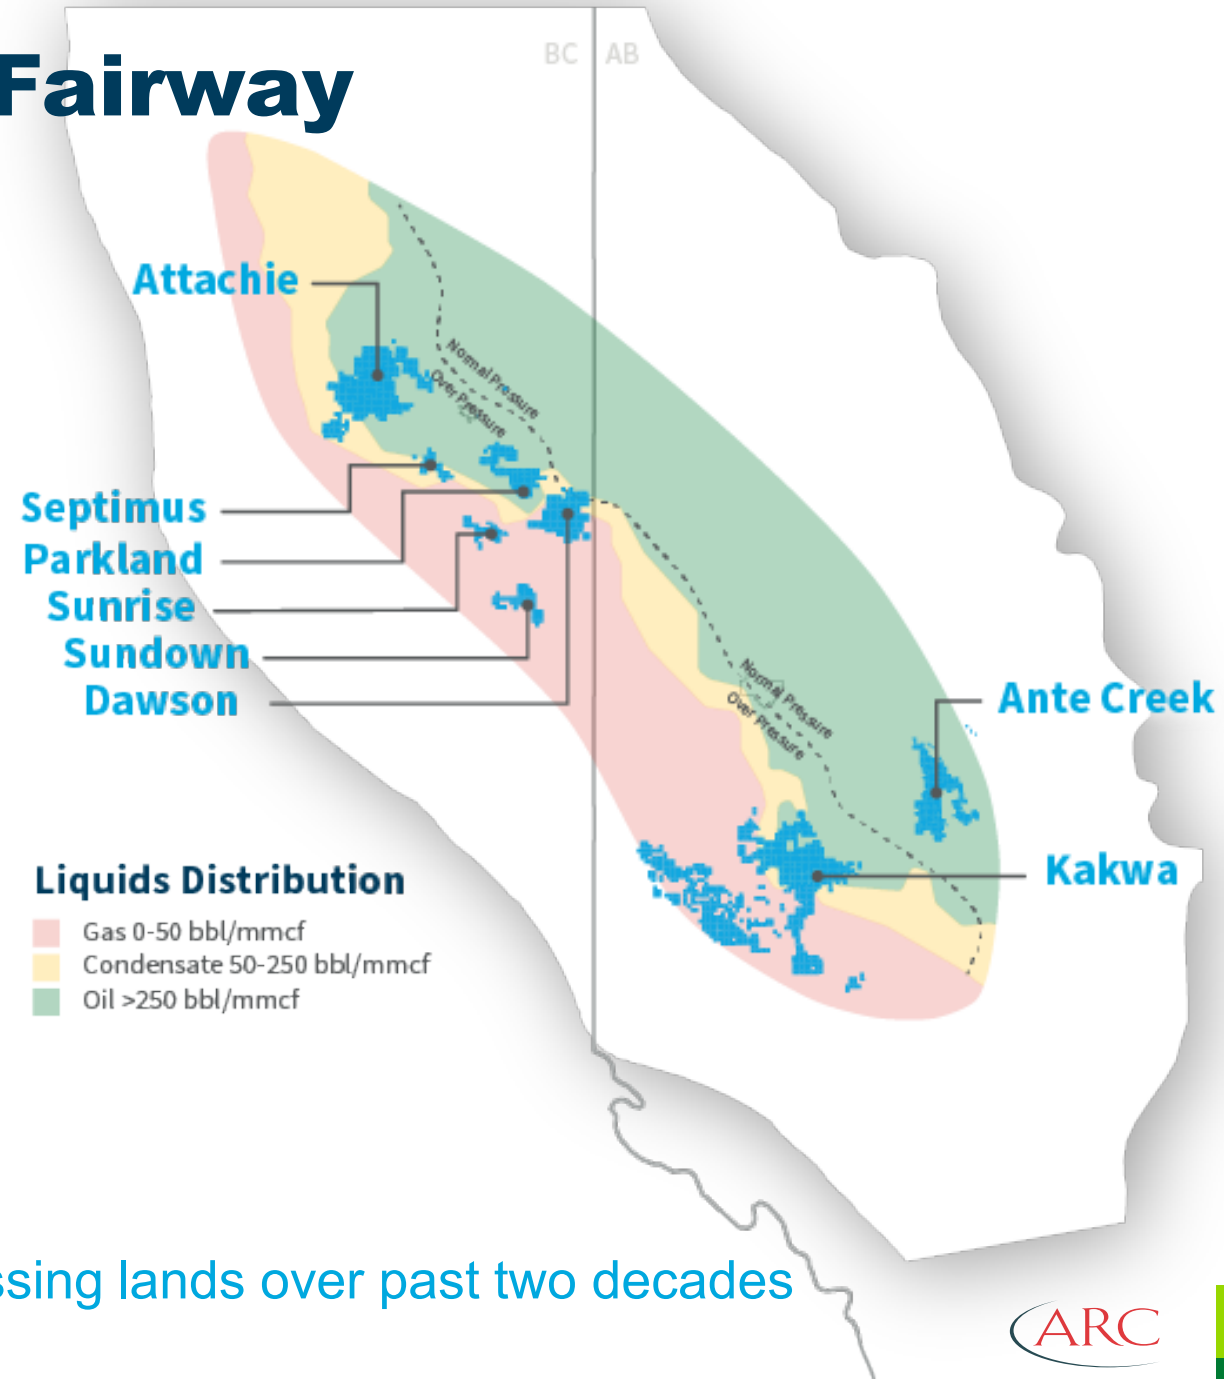 BC AB
Fairway
Attachie
Normal Pressure
Over Pressure
Septimus
Parkland
Sunrise
Sundown
Dawson
Normal Pressure
Over Pressure
Ante Creek
Kakwa
Liquids Distribution
Gas 0-50 bbl/mmcf
Condensate 50-250 bbl/mmcf
Oil >250 bbl/mmcf
ssing lands over past two decades
ARC